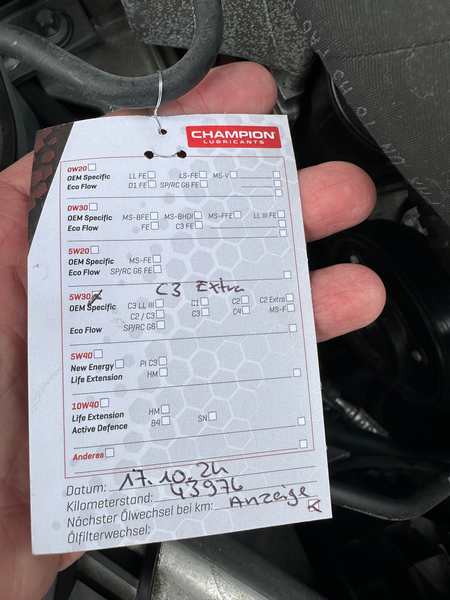 CHAMPION
LUBRICANTS
0W20
OEM Specific LL FE LS-FE MS-V
Eco Flow D1 FE SP/RC G6 FE
0W30
OEM Specific MS-BFE MS-BHDI MS-FFE LL III FE
Eco Flow FE C3 FE
5W20
OEM Specific MS-FE
Eco Flow SP/RC G6 FE
5W30 C3 Extra
OEM Specific C3 LL III C1 C2 C2 Extra
C2 / C3 C3 C4 MS-F
Eco Flow SP/RC G6
5W40
New Energy PI C3
Life Extension HM
10W40
Life Extension HM
Active Defence B4 SN
Anderes
Datum: 17.10.24
Kilometerstand: 43976
Nächster Ölwechsel bei km: Anzeige
Ölfilterwechsel: